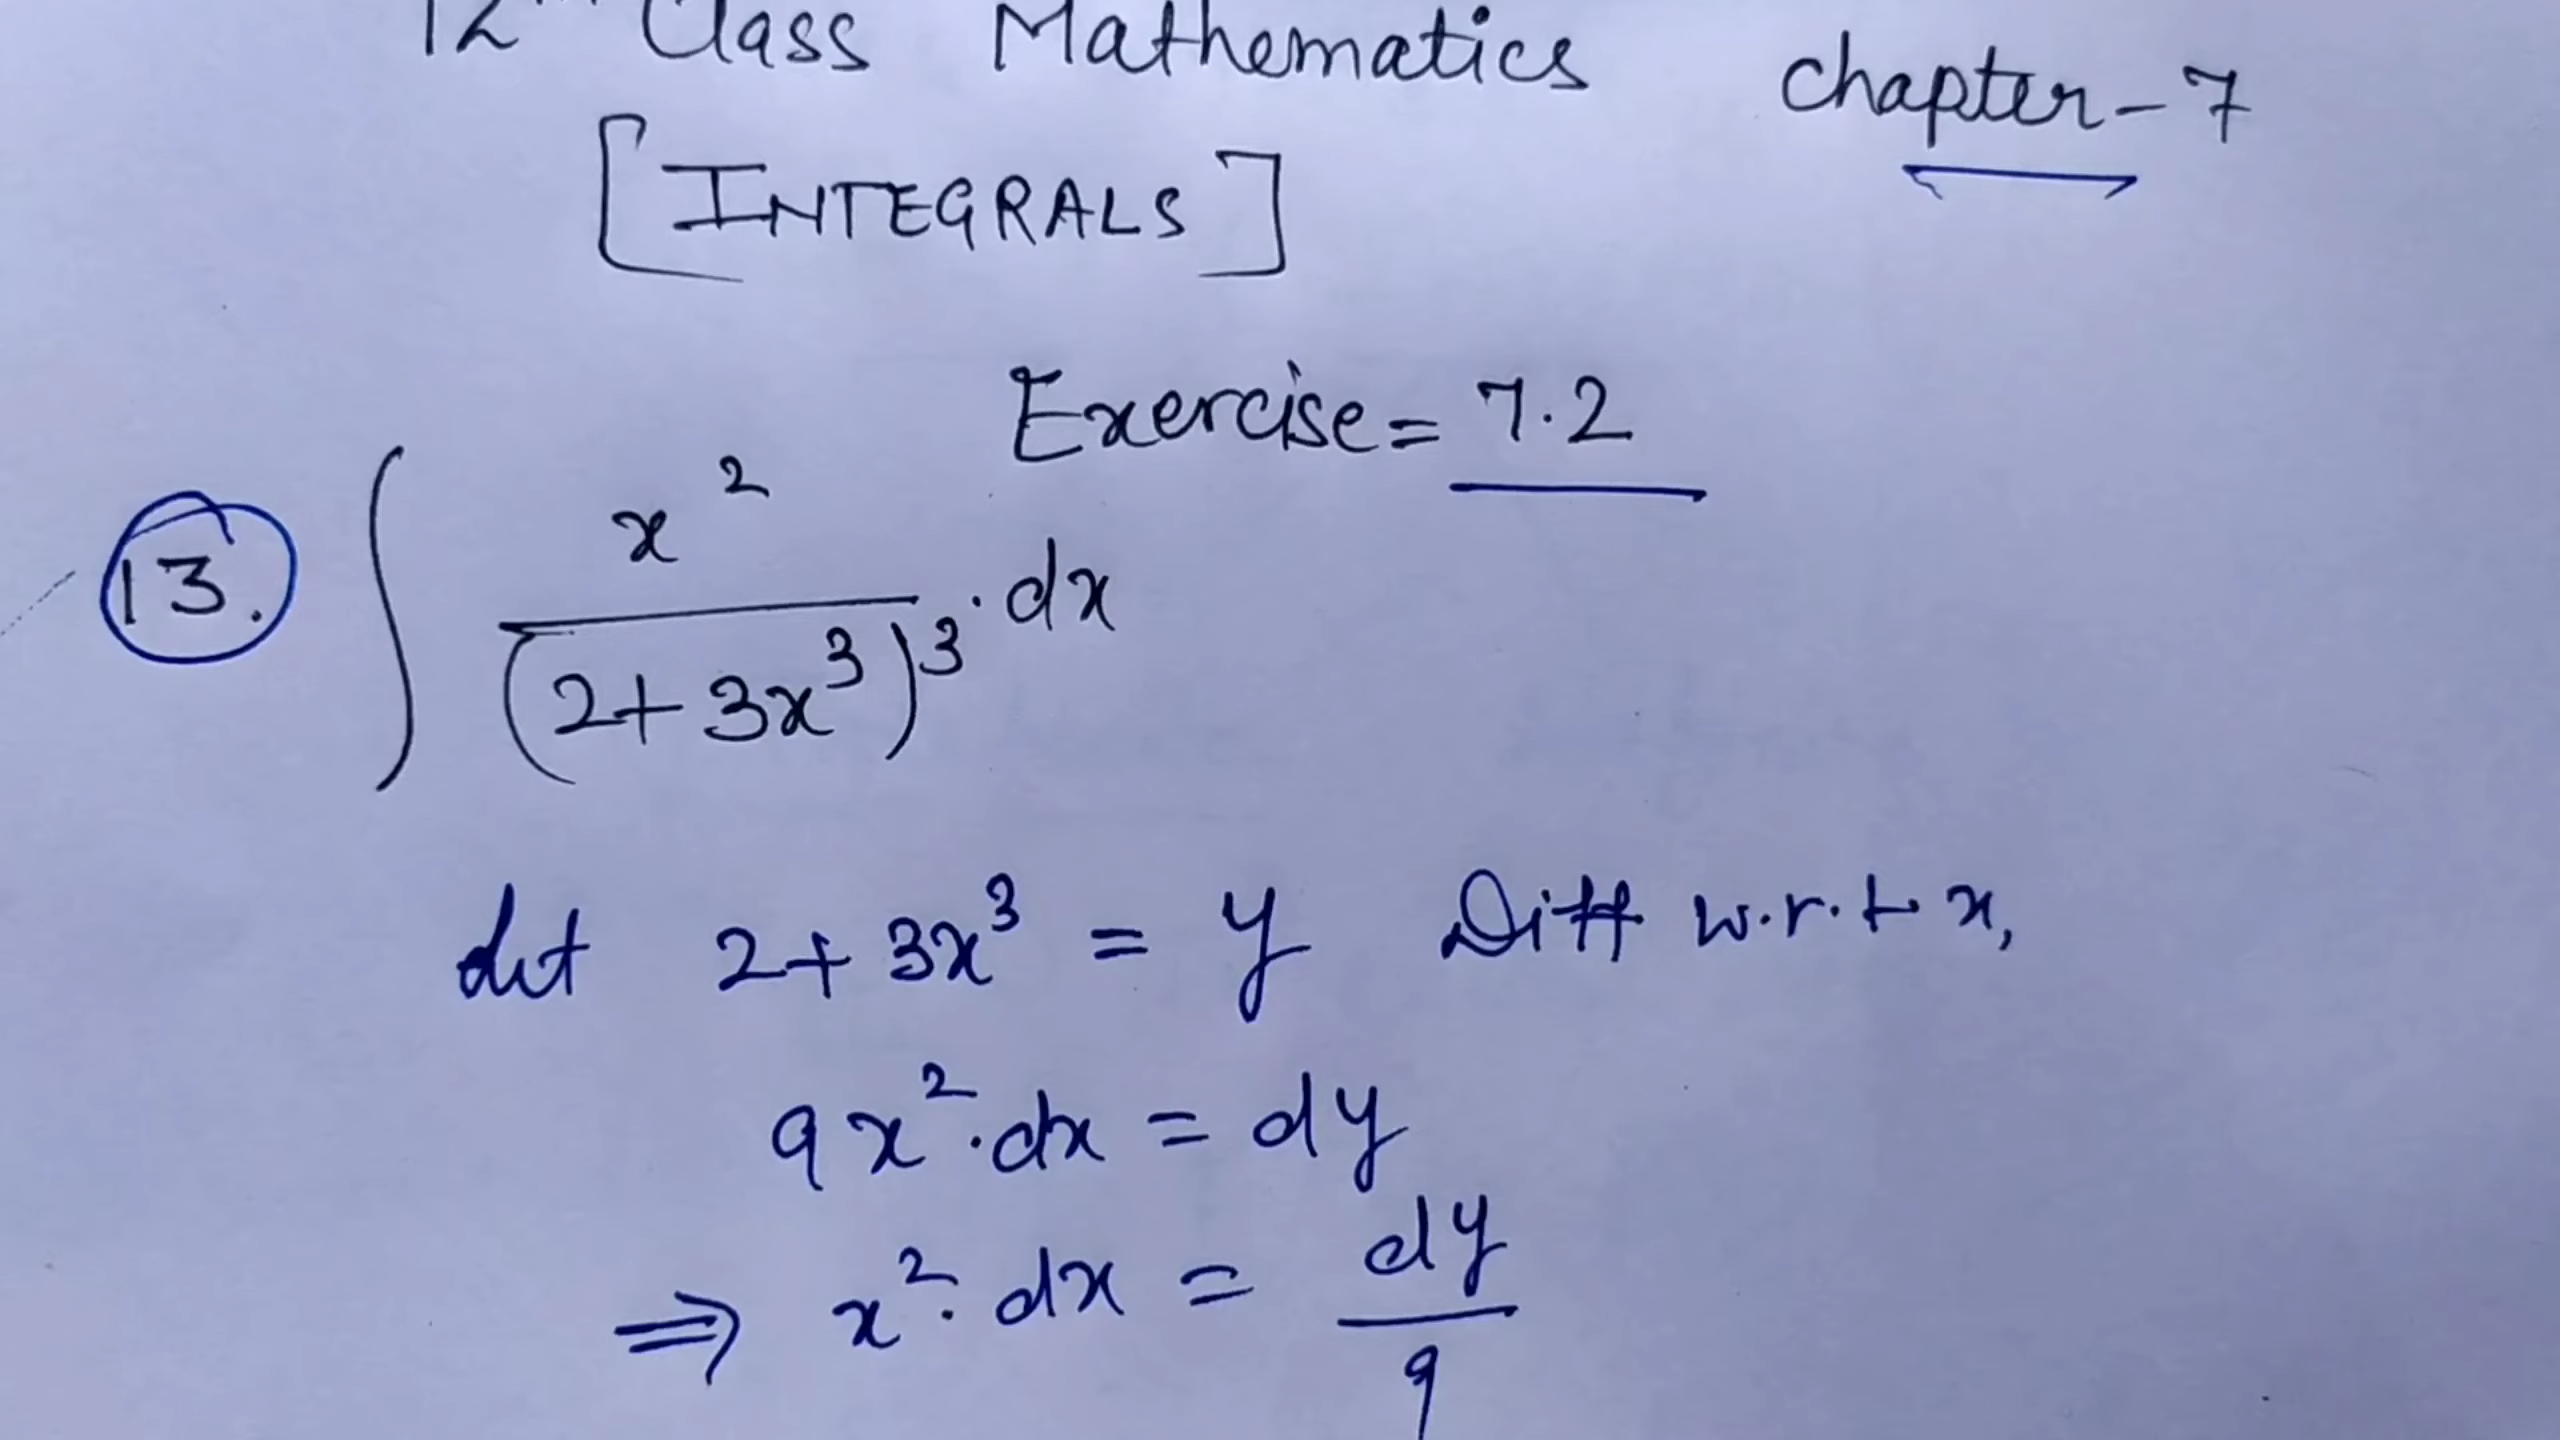 12th Class Mathematics chapter-7
[INTEGRALS]
Exercise = 7.2
13. ∫ x²/(2+3x³)³ · dx
Let 2+3x³ = y Diff w.r.t x,
9x²·dx = dy
⇒ x²·dx = dy/9